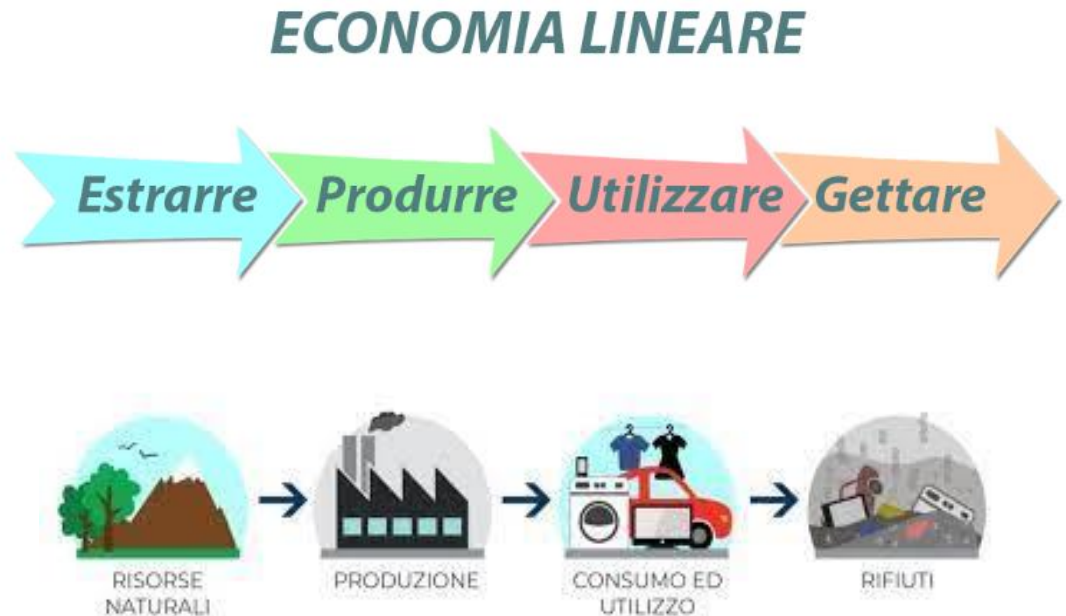 ECONOMIA LINEARE
Estrarre Produrre Utilizzare Gettare
RISORSE
NATURALI
PRODUZIONE
CONSUMO ED
UTILIZZO
RIFIUTI